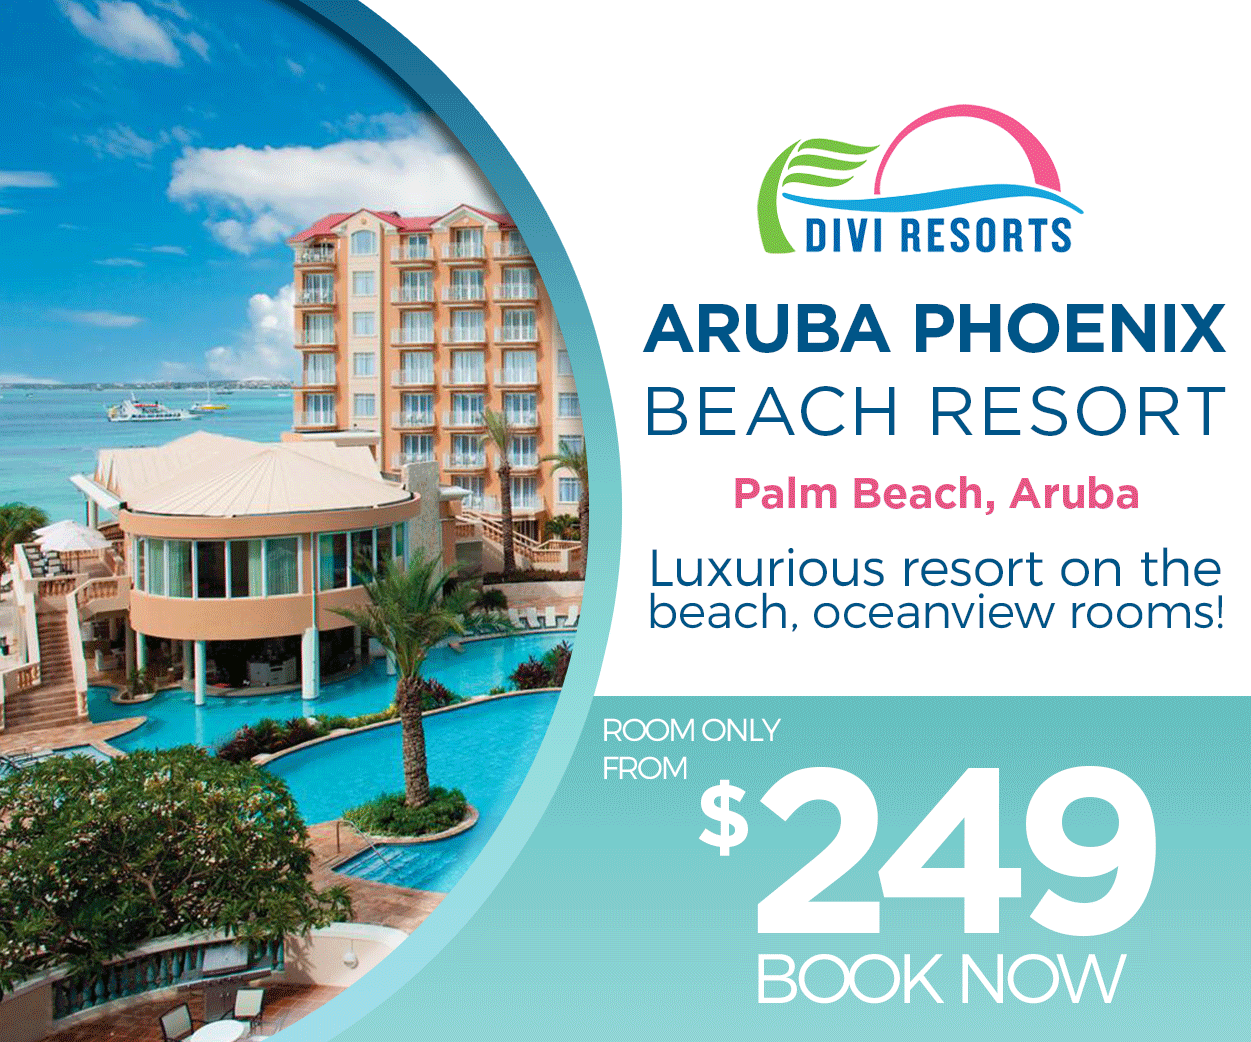 DIVI RESORTS
ARUBA PHOENIX
BEACH RESORT
Palm Beach, Aruba
Luxurious resort on the
beach, oceanview rooms!
ROOM ONLY
FROM
$249
BOOK NOW